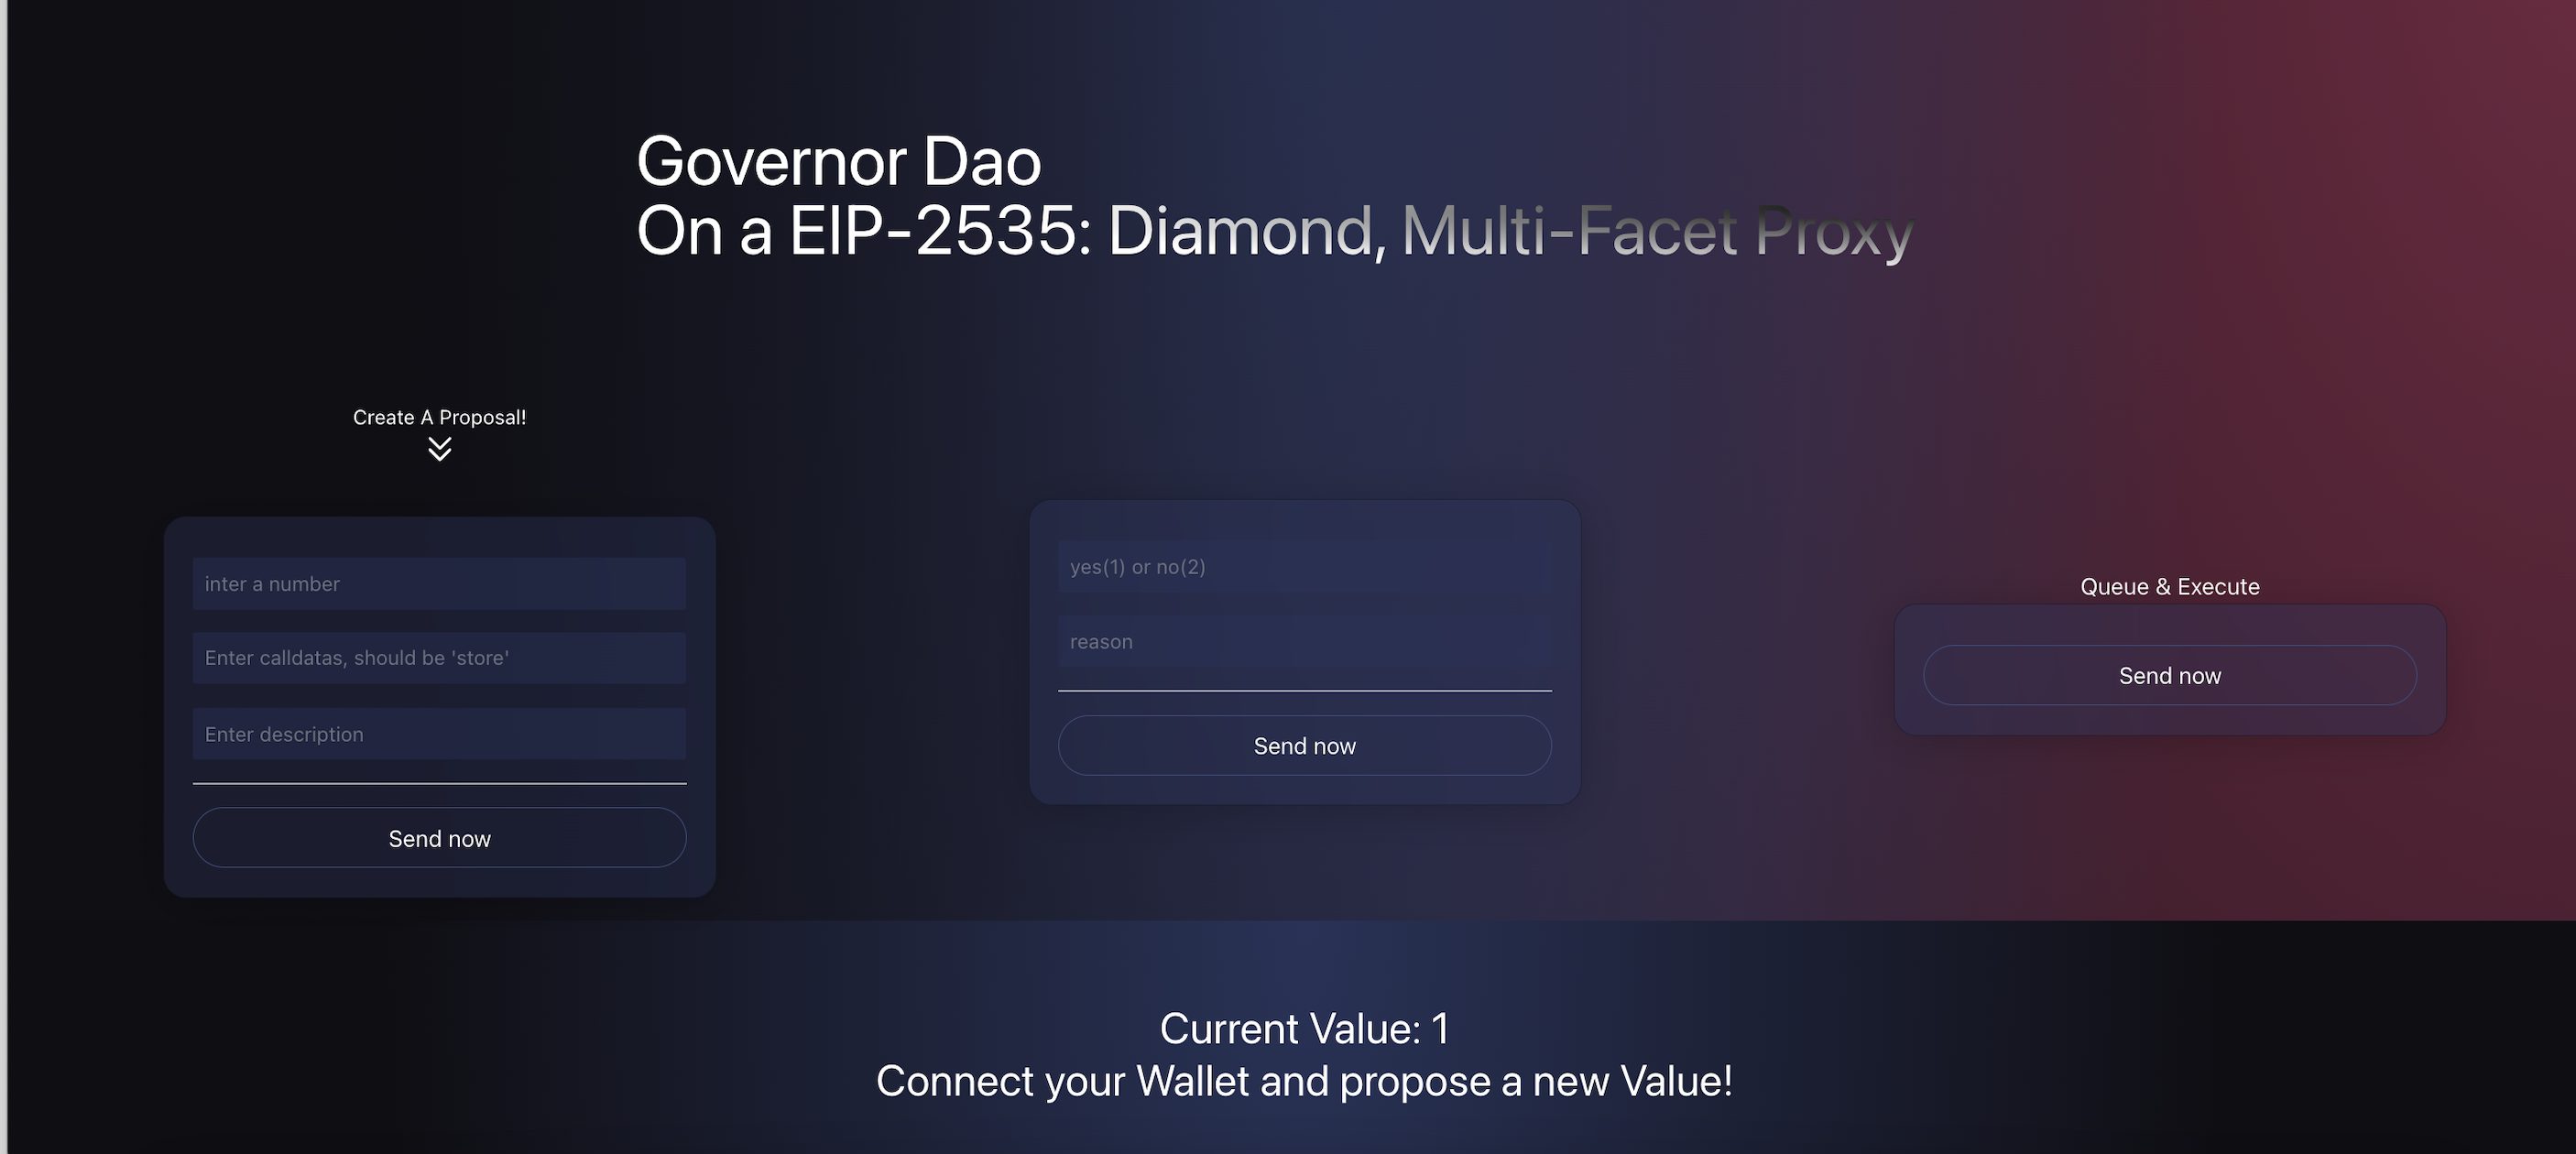 Governor Dao
On a EIP-2535: Diamond, Multi-Facet Proxy
Create A Proposal!
inter a number
Enter calldatas, should be 'store'
Enter description
Send now
yes(1) or no(2)
reason
Send now
Queue & Execute
Send now
Current Value: 1
Connect your Wallet and propose a new Value!